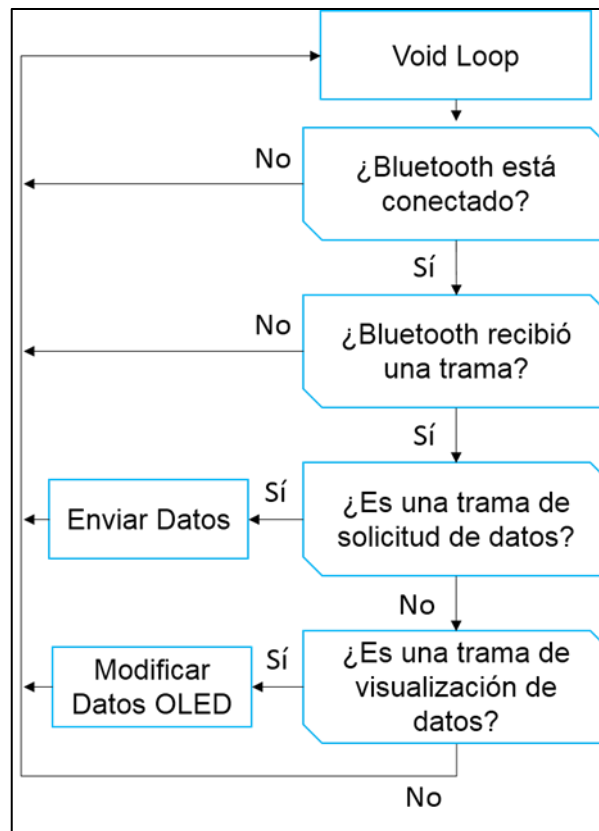 Void Loop
No
¿Bluetooth está
conectado?
Sí
No
¿Bluetooth recibió
una trama?
Sí
Enviar Datos
Sí
¿Es una trama de
solicitud de datos?
No
Modificar
Datos OLED
Sí
¿Es una trama de
visualización de
datos?
No